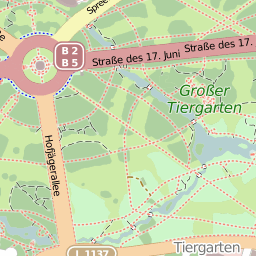 Spree
B 2
B 5
Straße des 17. Juni
Straße des 17.
Großer
Tiergarten
Hofjägerallee
L 1137
Tiergarten